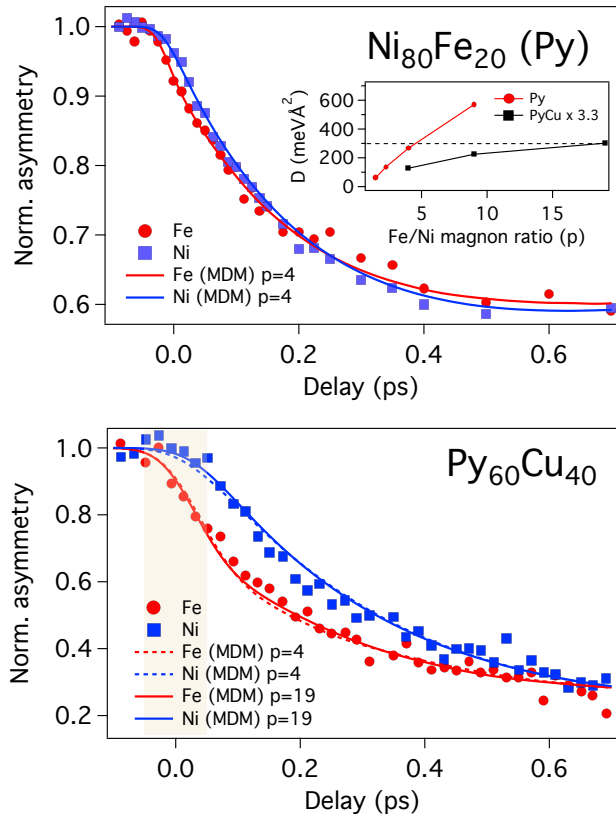 Ni80Fe20 (Py)
1.0
0.9
0.8
0.7
0.6
Norm. asymmetry
600
400
200
0
D (meVÅ²)
Py
PyCu x 3.3
5
10
15
Fe/Ni magnon ratio (p)
Fe
Ni
Fe (MDM) p=4
Ni (MDM) p=4
0.0
0.2
0.4
0.6
Delay (ps)
Py60Cu40
1.0
0.8
0.6
0.4
0.2
Norm. asymmetry
Fe
Ni
Fe (MDM) p=4
Ni (MDM) p=4
Fe (MDM) p=19
Ni (MDM) p=19
0.0
0.2
0.4
0.6
Delay (ps)